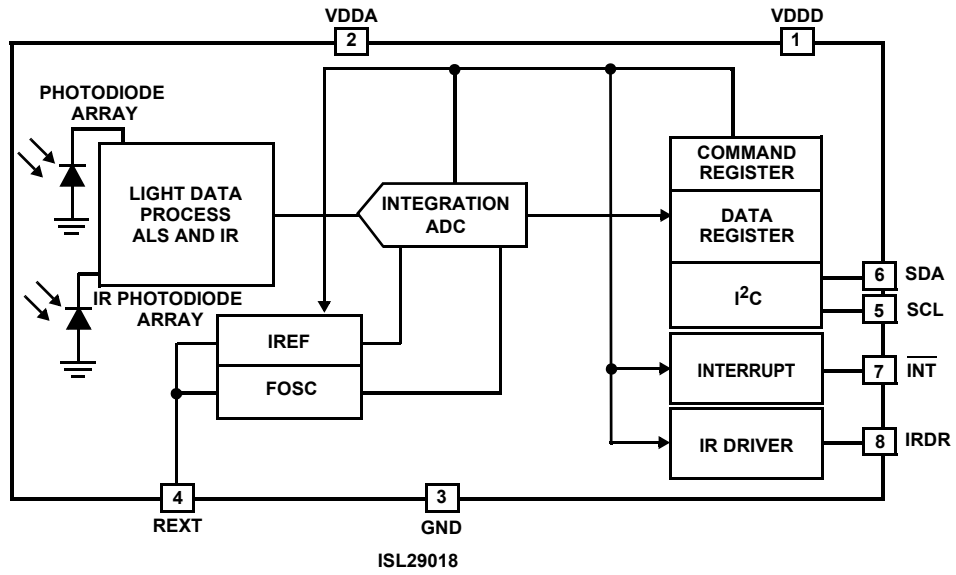 VDDA
VDDD
2
1
PHOTODIODE
ARRAY
COMMAND
REGISTER
LIGHT DATA
PROCESS
ALS AND IR
INTEGRATION
ADC
DATA
REGISTER
I²C
6 SDA
5 SCL
IR PHOTODIODE
ARRAY
IREF
FOSC
INTERRUPT
7 INT
IR DRIVER
8 IRDR
4
REXT
3
GND
ISL29018